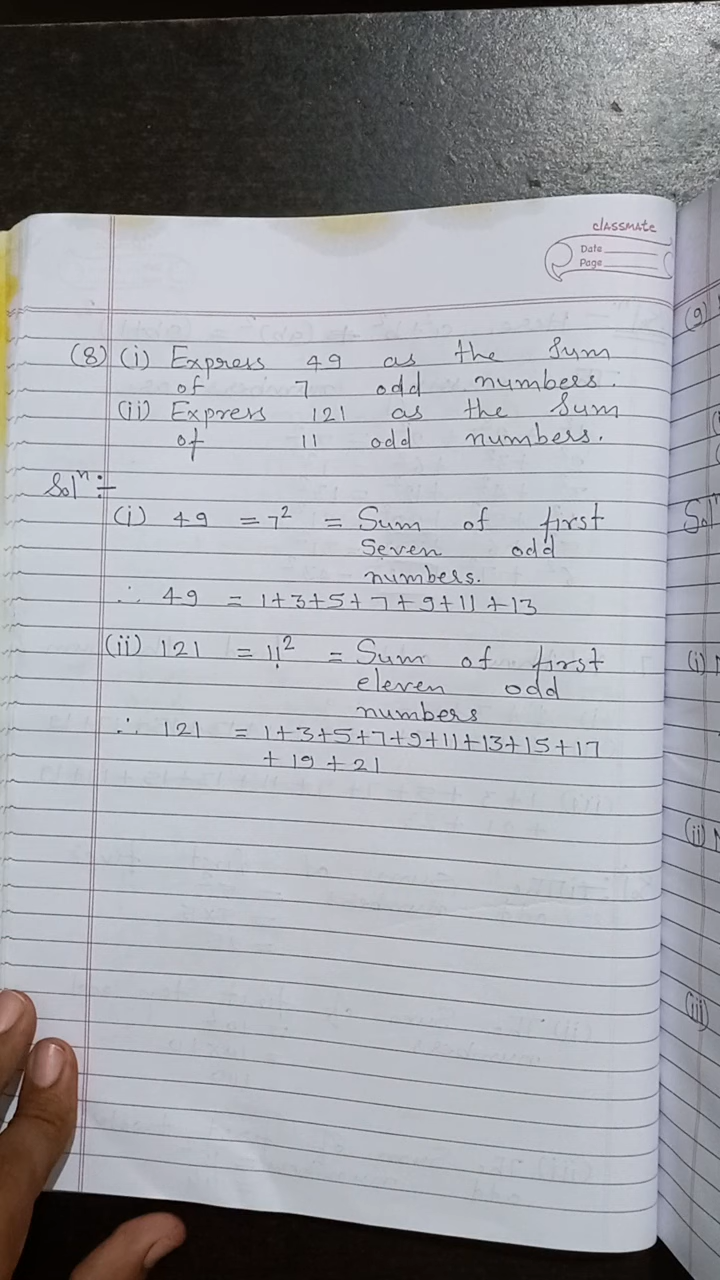 classmate
Date
Page
(8) (i) Express 49 as the Sum
of 7 odd numbers.
(ii) Express 121 as the Sum
of 11 odd numbers.
Solⁿ :-
(i) 49 = 7² = Sum of first
Seven odd
numbers.
∴ 49 = 1+3+5+7+9+11+13
(ii) 121 = 11² = Sum of first
eleven odd
numbers
∴ 121 = 1+3+5+7+9+11+13+15+17
+ 19 + 21
(9)
Solⁿ
(i)
(ii)
(iii)